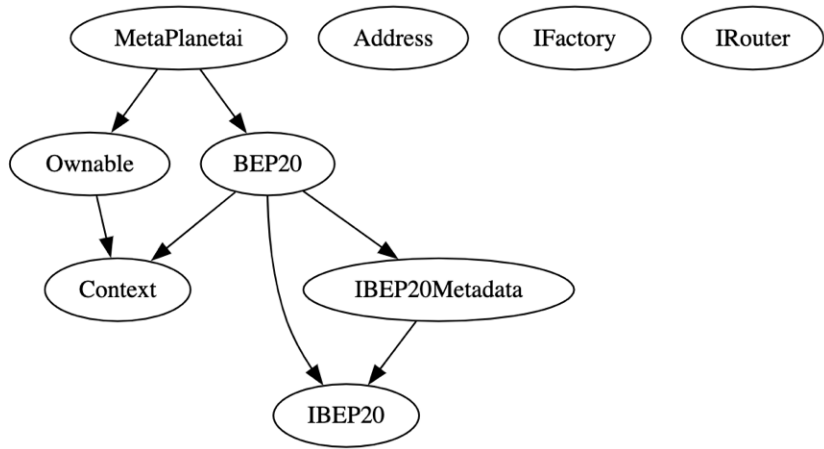 MetaPlanetai
Address
IFactory
IRouter
Ownable
BEP20
Context
IBEP20Metadata
IBEP20